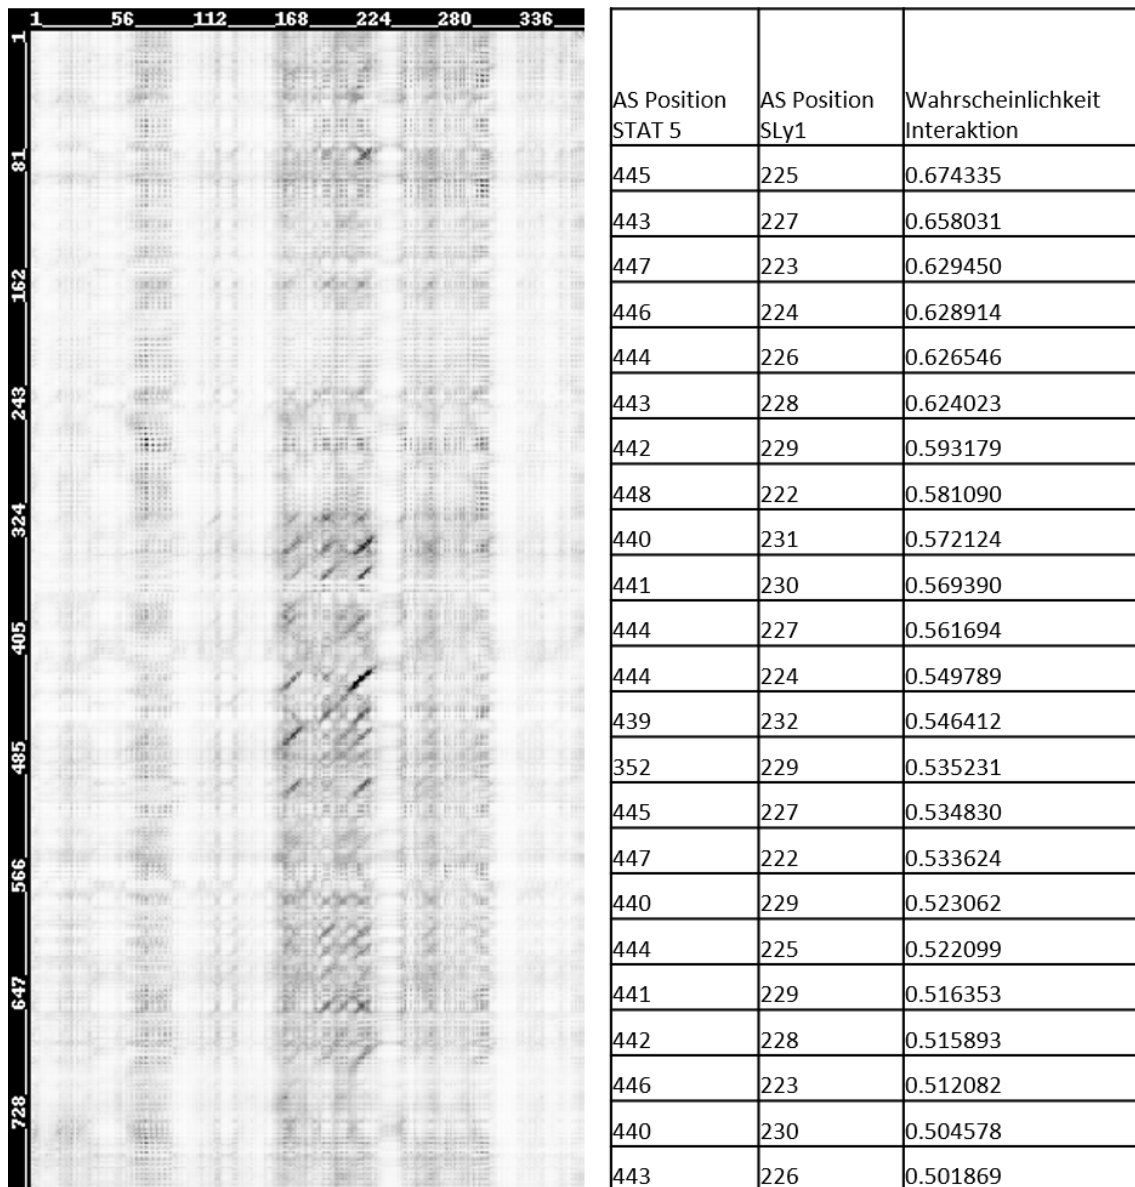 1 56 112 168 224 280 336
1
81
162
243
324
405
485
566
647
728
AS Position STAT 5 AS Position SLy1 Wahrscheinlichkeit Interaktion
445 225 0.674335
443 227 0.658031
447 223 0.629450
446 224 0.628914
444 226 0.626546
443 228 0.624023
442 229 0.593179
448 222 0.581090
440 231 0.572124
441 230 0.569390
444 227 0.561694
444 224 0.549789
439 232 0.546412
352 229 0.535231
445 227 0.534830
447 222 0.533624
440 229 0.523062
444 225 0.522099
441 229 0.516353
442 228 0.515893
446 223 0.512082
440 230 0.504578
443 226 0.501869